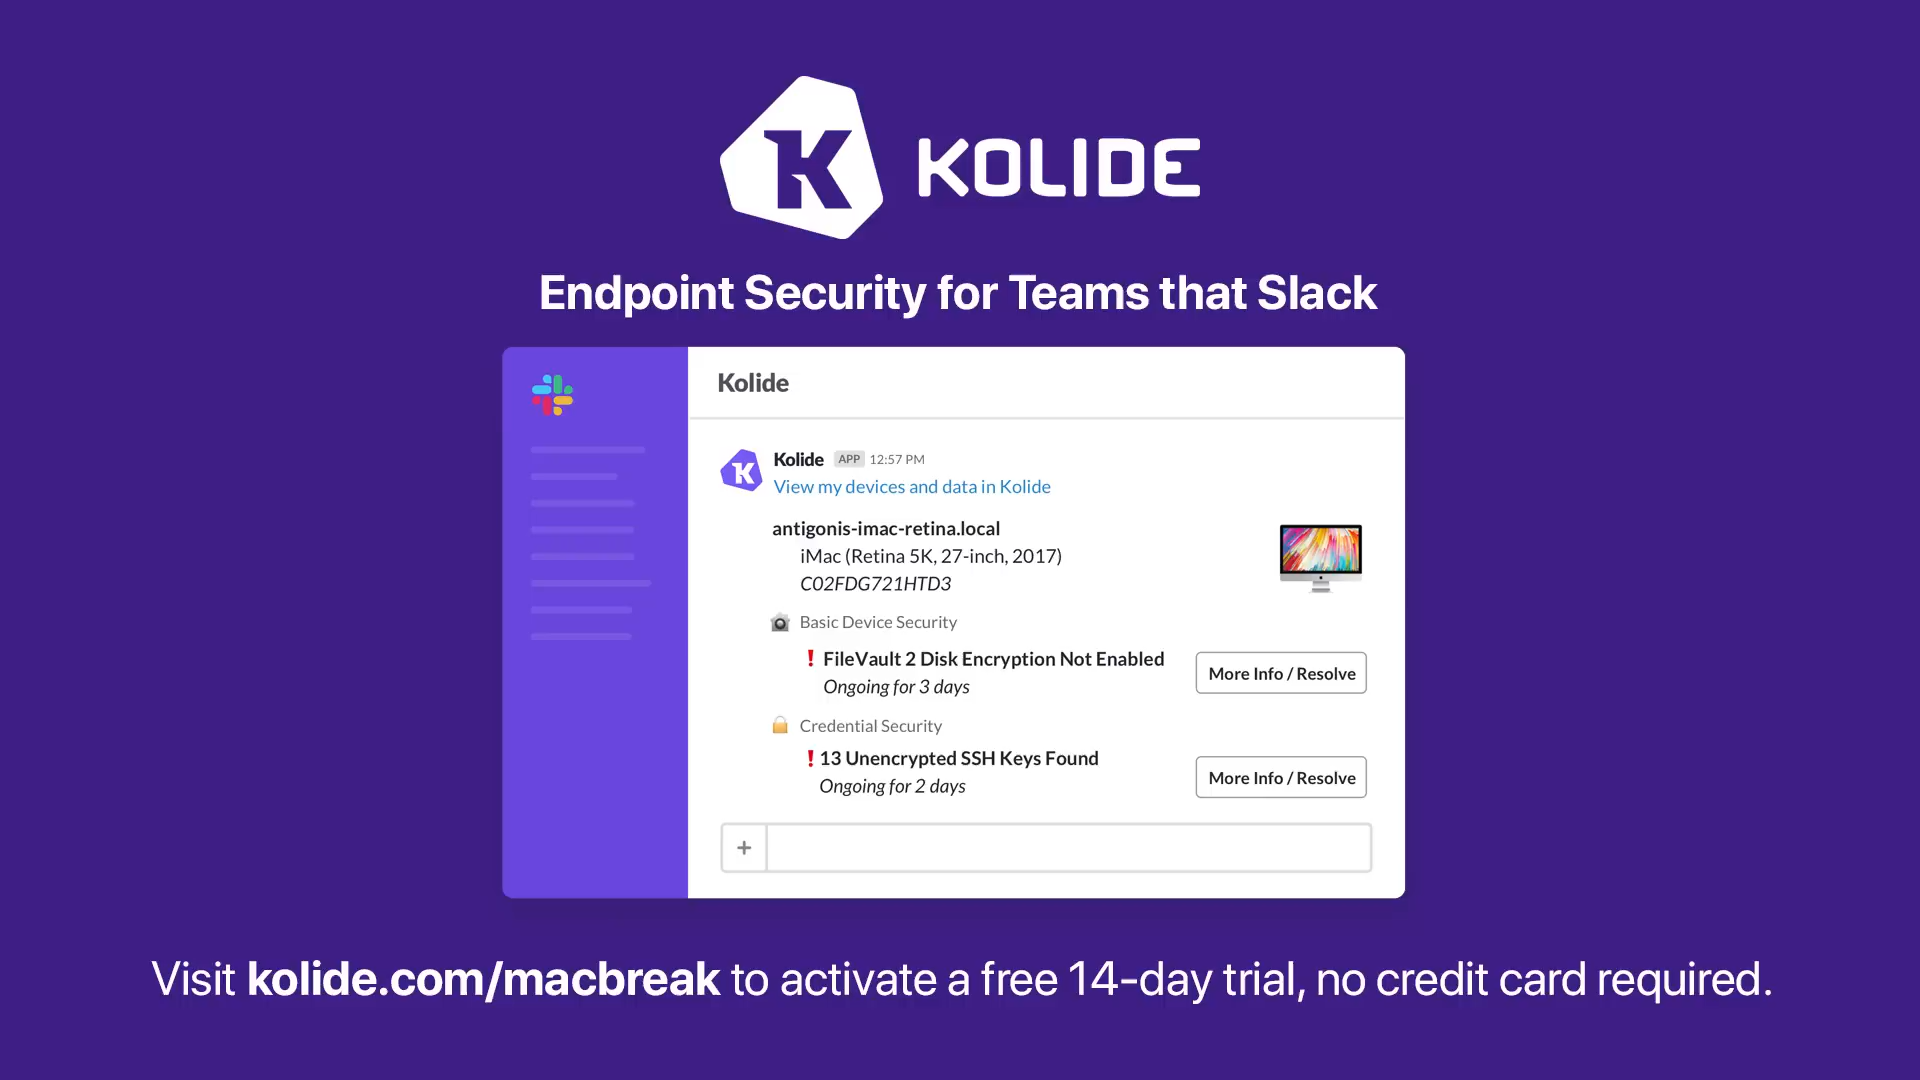 KOLIDE
Endpoint Security for Teams that Slack
Kolide
Kolide APP 12:57 PM
View my devices and data in Kolide
antigonis-imac-retina.local
iMac (Retina 5K, 27-inch, 2017)
C02FDG721HTD3
Basic Device Security
❗ FileVault 2 Disk Encryption Not Enabled
Ongoing for 3 days
More Info / Resolve
Credential Security
❗ 13 Unencrypted SSH Keys Found
Ongoing for 2 days
More Info / Resolve
+
Visit kolide.com/macbreak to activate a free 14-day trial, no credit card required.